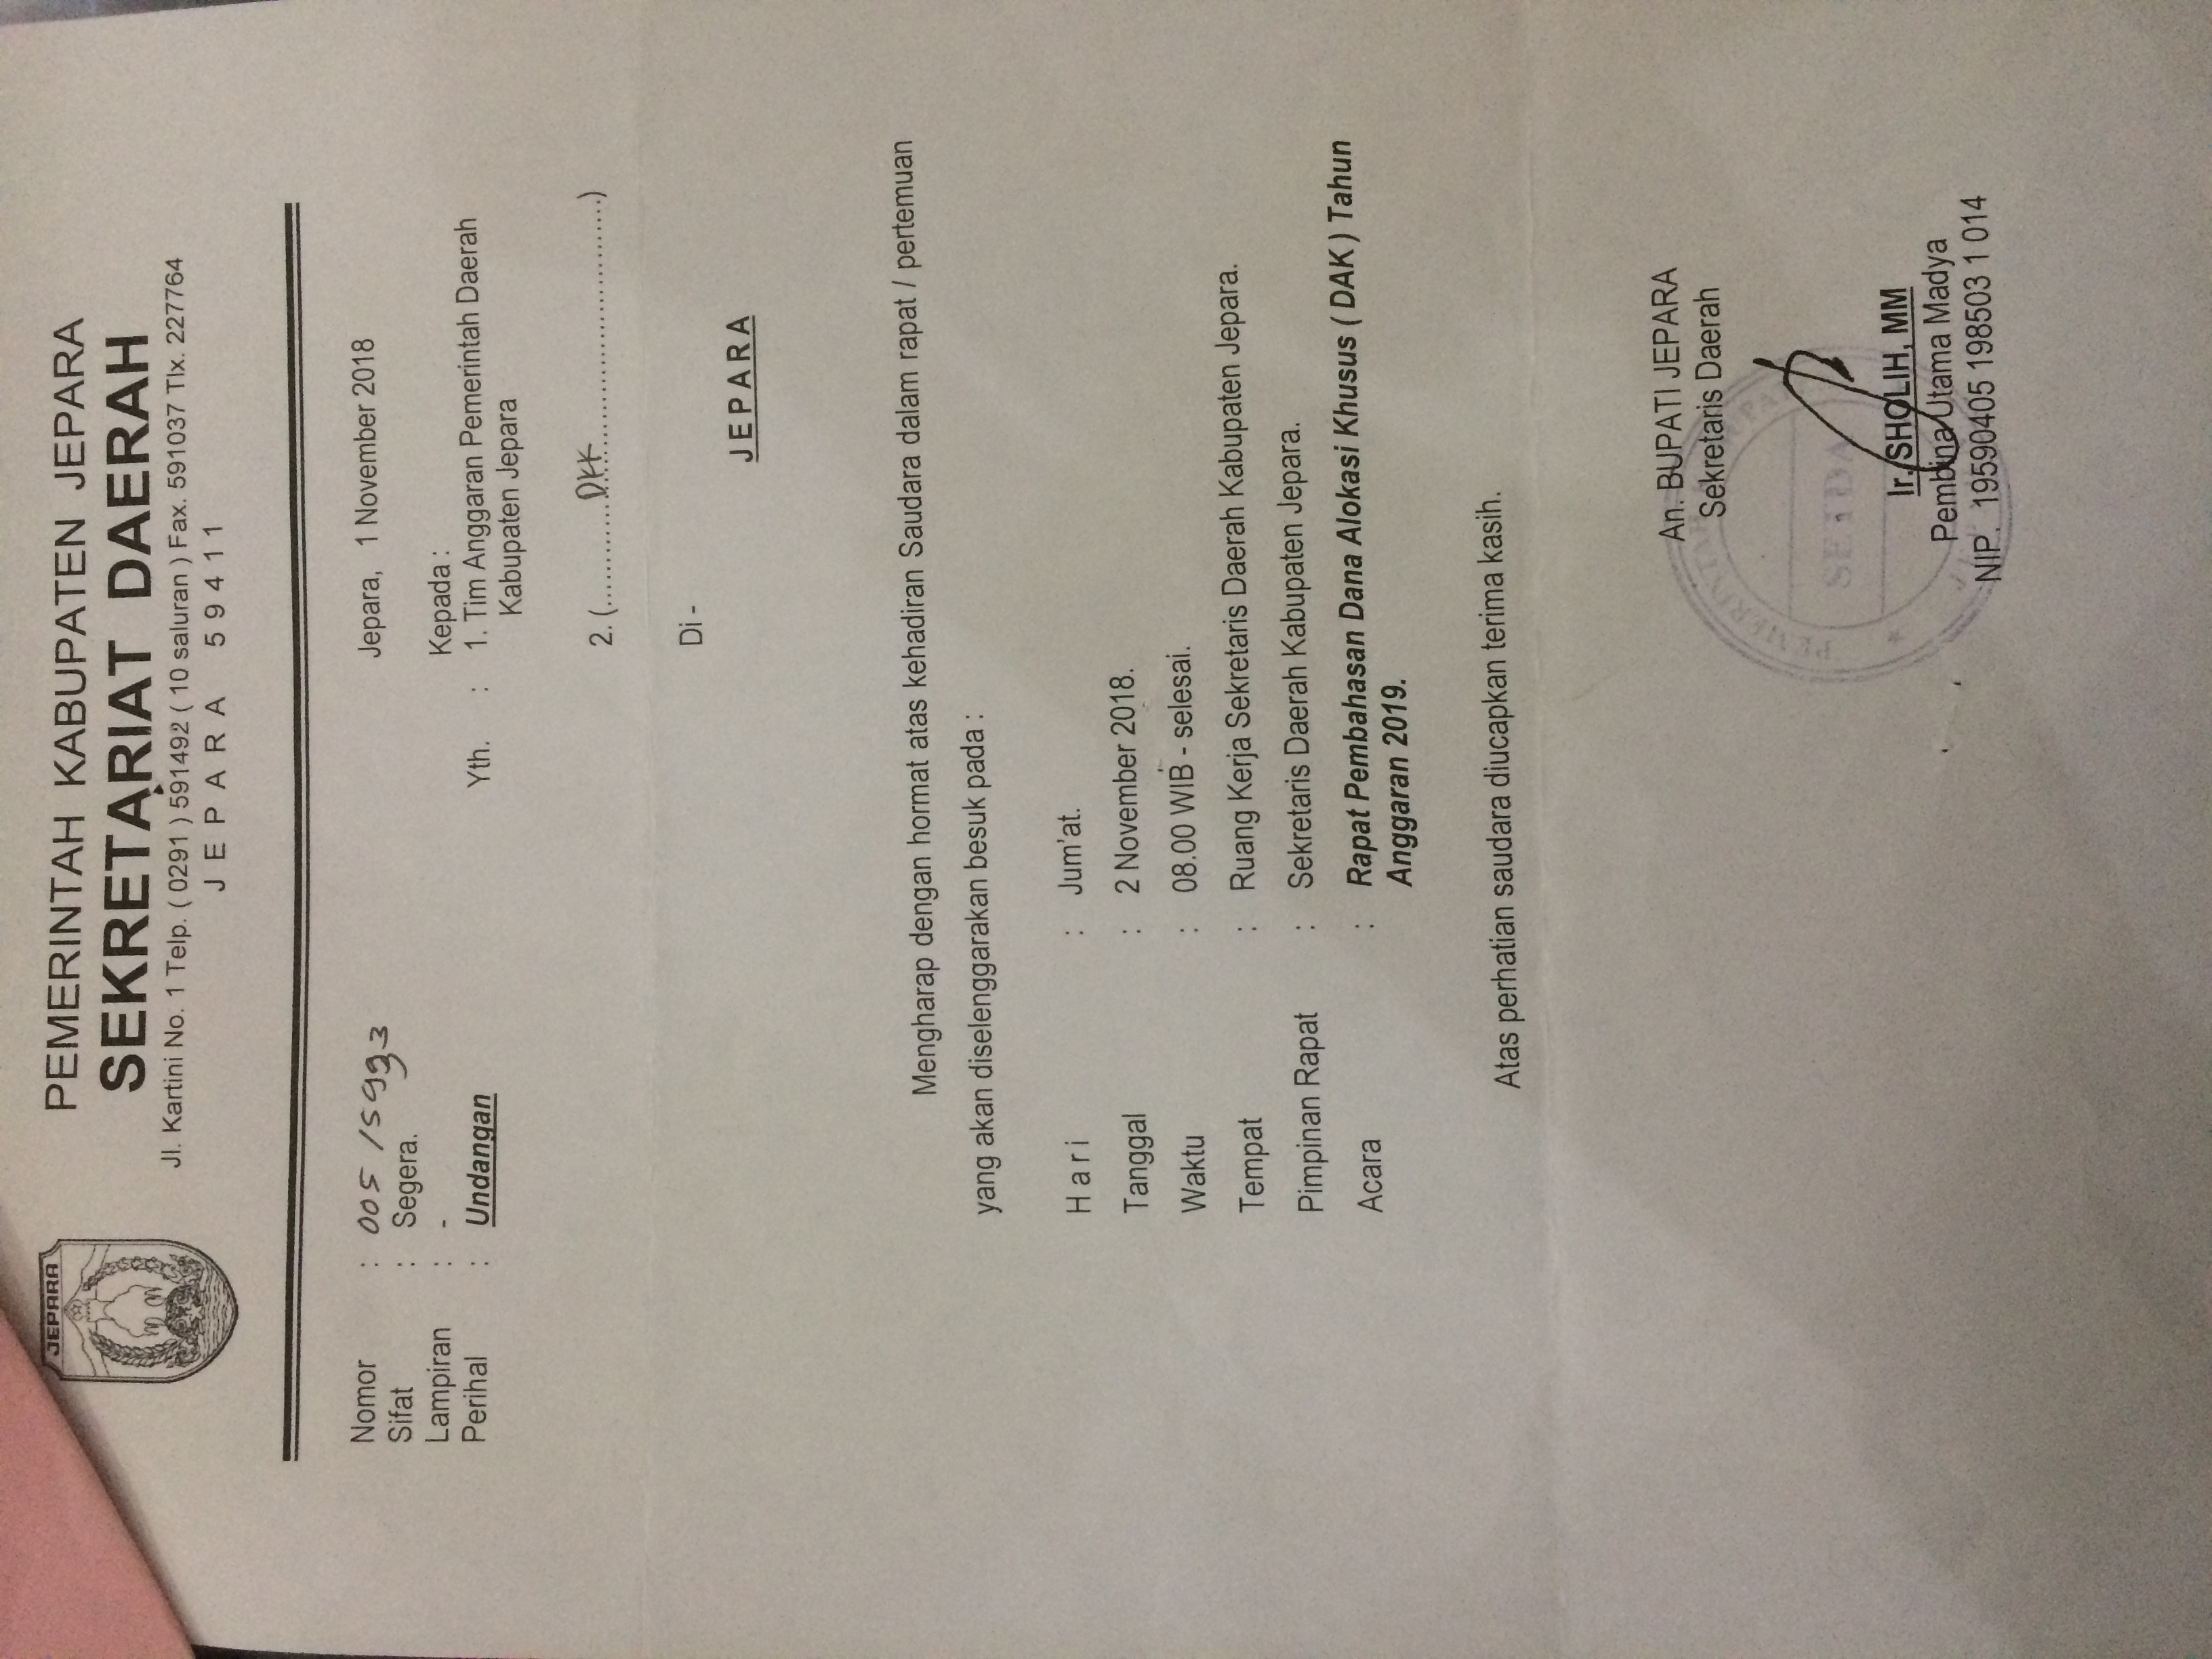 JEPARA
PEMERINTAH KABUPATEN JEPARA
SEKRETARIAT DAERAH
Jl. Kartini No. 1 Telp. ( 0291 ) 591492 ( 10 saluran ) Fax. 591037 Tlx. 227764
JEPARA 59411
Nomor : 005 /5993
Sifat : Segera.
Lampiran : -
Perihal : Undangan
Jepara, 1 November 2018
Kepada :
Yth. : 1. Tim Anggaran Pemerintah Daerah
Kabupaten Jepara
2. (.............DKK.......................................)
Di -
JEPARA
Mengharap dengan hormat atas kehadiran Saudara dalam rapat / pertemuan
yang akan diselenggarakan besuk pada :
Hari : Jum'at.
Tanggal : 2 November 2018.
Waktu : 08.00 WIB - selesai.
Tempat : Ruang Kerja Sekretaris Daerah Kabupaten Jepara.
Pimpinan Rapat : Sekretaris Daerah Kabupaten Jepara.
Acara : Rapat Pembahasan Dana Alokasi Khusus ( DAK ) Tahun
Anggaran 2019.
Atas perhatian saudara diucapkan terima kasih.
An. BUPATI JEPARA
Sekretaris Daerah
PEMERINTAH
SETDA
Ir. SHOLIH, MM
Pembina Utama Madya
NIP. 19590405 198503 1 014